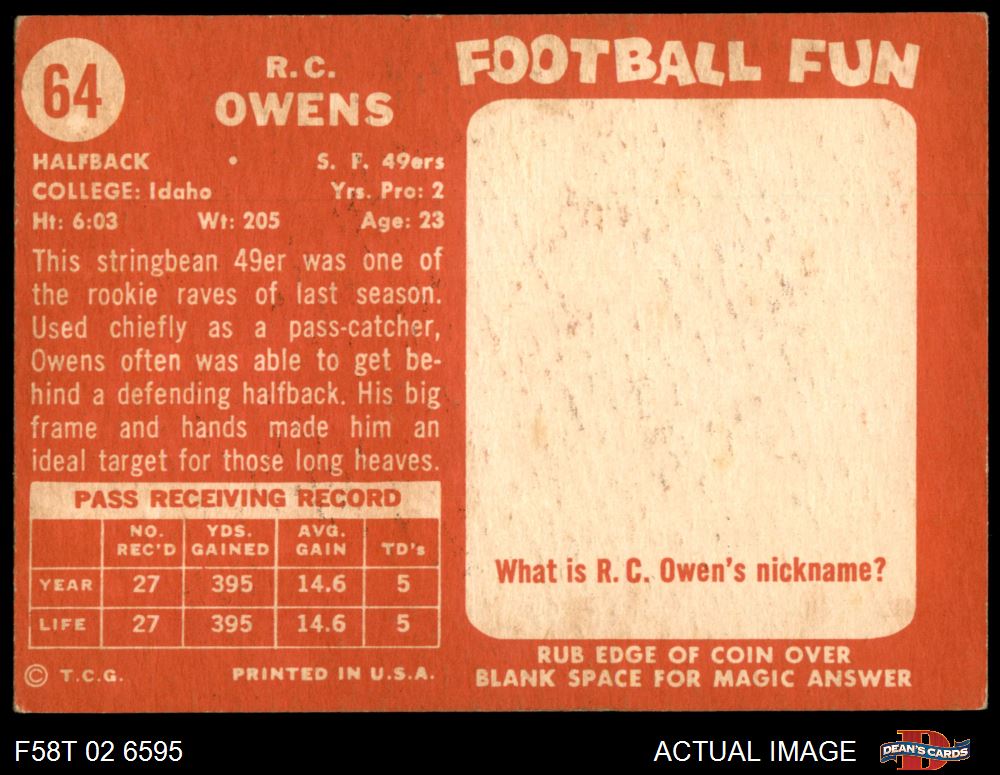 64
R. C.
OWENS
HALFBACK • S. F. 49ers
COLLEGE: Idaho Yrs. Pro: 2
Ht: 6:03 Wt: 205 Age: 23
This stringbean 49er was one of
the rookie raves of last season.
Used chiefly as a pass-catcher,
Owens often was able to get be-
hind a defending halfback. His big
frame and hands made him an
ideal target for those long heaves.
PASS RECEIVING RECORD
NO. REC'D YDS. GAINED AVG. GAIN TD's
YEAR 27 395 14.6 5
LIFE 27 395 14.6 5
© T.C.G. PRINTED IN U.S.A.
FOOTBALL FUN
What is R. C. Owen's nickname?
RUB EDGE OF COIN OVER
BLANK SPACE FOR MAGIC ANSWER
F58T 02 6595
ACTUAL IMAGE
D
DEAN'S CARDS